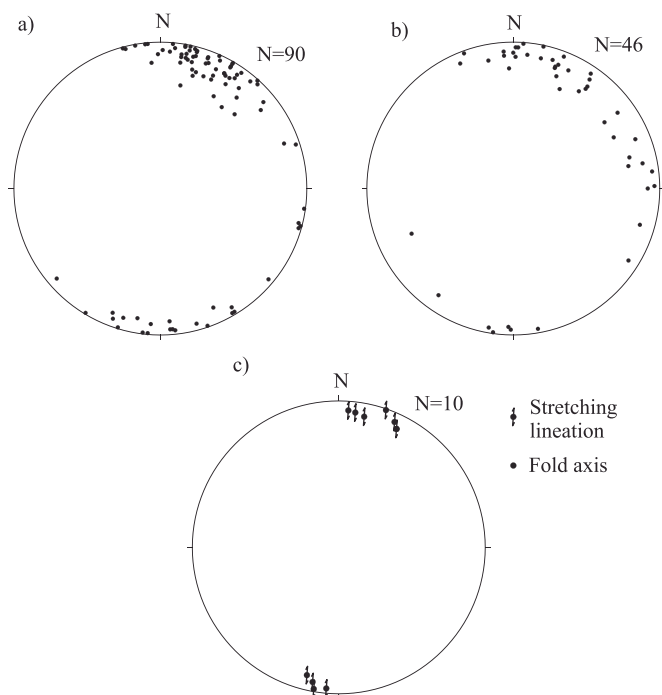 a)
N
N=90
b)
N
N=46
c)
N
N=10
Stretching
lineation
Fold axis